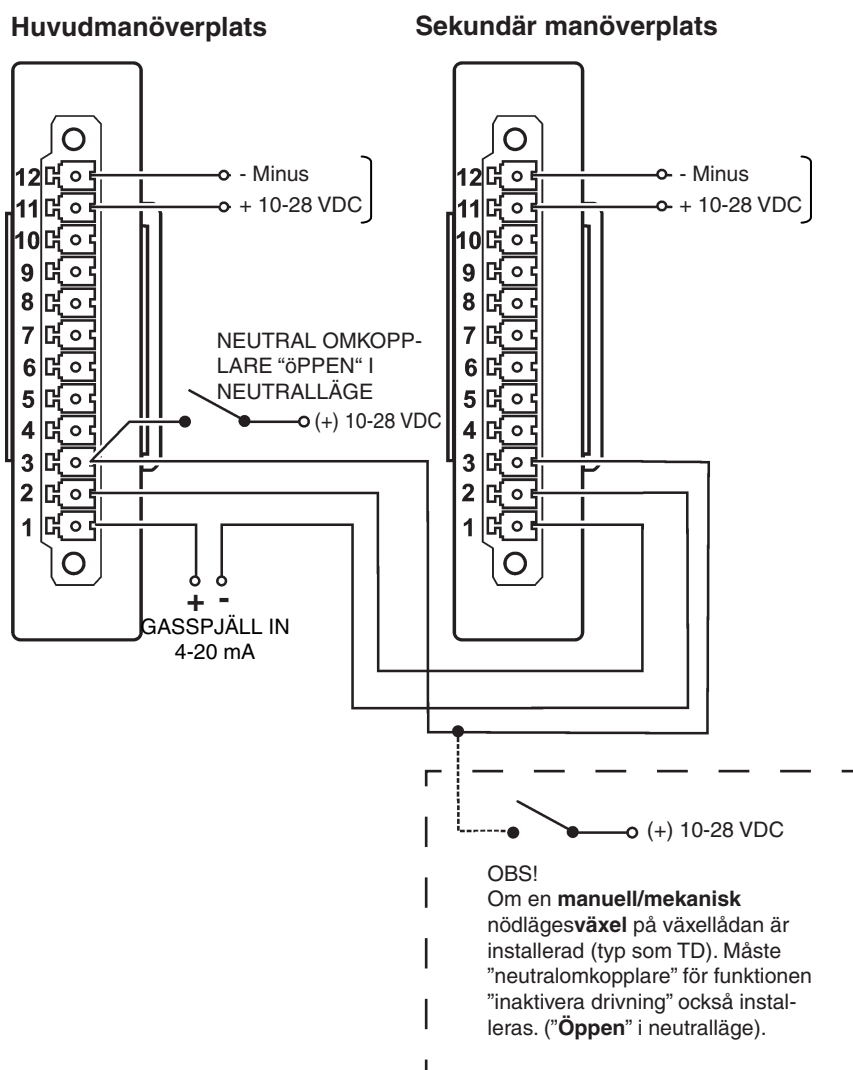 Huvudmanöverplats
Sekundär manöverplats
12
11
10
9
8
7
6
5
4
3
2
1
- Minus
+ 10-28 VDC
NEUTRAL OMKOPP-
LARE “öPPEN“ I
NEUTRALLÄGE
(+) 10-28 VDC
+ -
GASSPJÄLL IN
4-20 mA
12
11
10
9
8
7
6
5
4
3
2
1
- Minus
+ 10-28 VDC
(+) 10-28 VDC
OBS!
Om en manuell/mekanisk
nödlägesväxel på växellådan är
installerad (typ som TD). Måste
”neutralomkopplare” för funktionen
”inaktivera drivning” också instal-
leras. (”Öppen” i neutralläge).